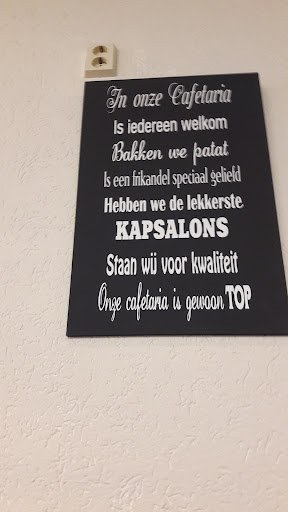 In onze Cafetaria
Is iedereen welkom
Bakken we patat
Is een frikandel speciaal geliefd
Hebben we de lekkerste
KAPSALONS
Staan wij voor kwaliteit
Onze cafetaria is gewoon TOP